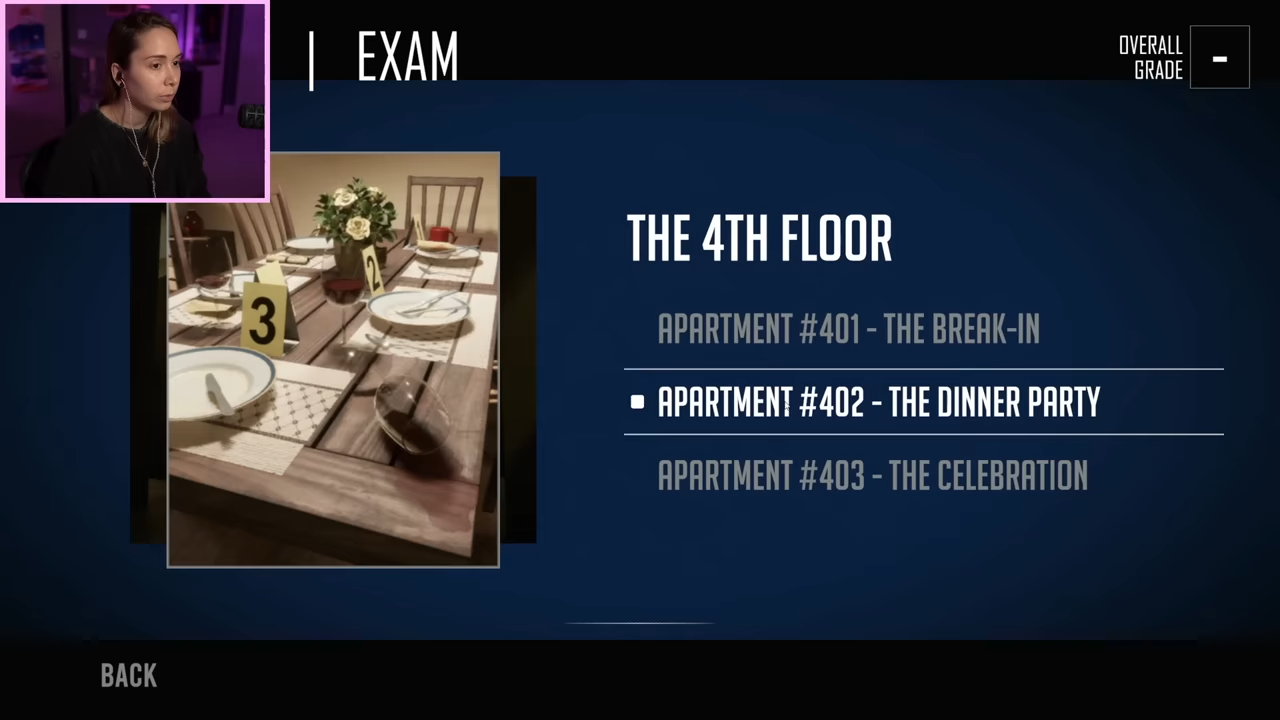 | EXAM
OVERALL
GRADE
-
THE 4TH FLOOR
APARTMENT #401 - THE BREAK-IN
APARTMENT #402 - THE DINNER PARTY
APARTMENT #403 - THE CELEBRATION
2
3
BACK